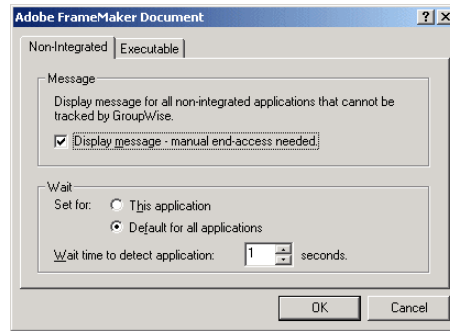 Adobe FrameMaker Document
Non-Integrated Executable
Message
Display message for all non-integrated applications that cannot be
tracked by GroupWise.
Display message - manual end-access needed.
Wait
Set for: This application
Default for all applications
Wait time to detect application: 1 seconds.
OK Cancel